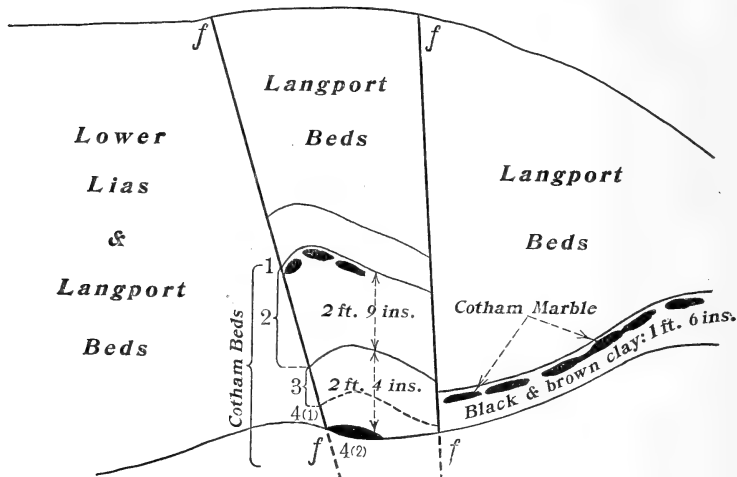 f
f
Langport
Beds
Lower
Lias
&
Langport
Beds
Langport
Beds
1
2
2 ft. 9 ins.
Cotham Marble
3
2 ft. 4 ins.
4(1)
Cotham Beds
Black & brown clay: 1 ft. 6 ins.
f
4(2)
f